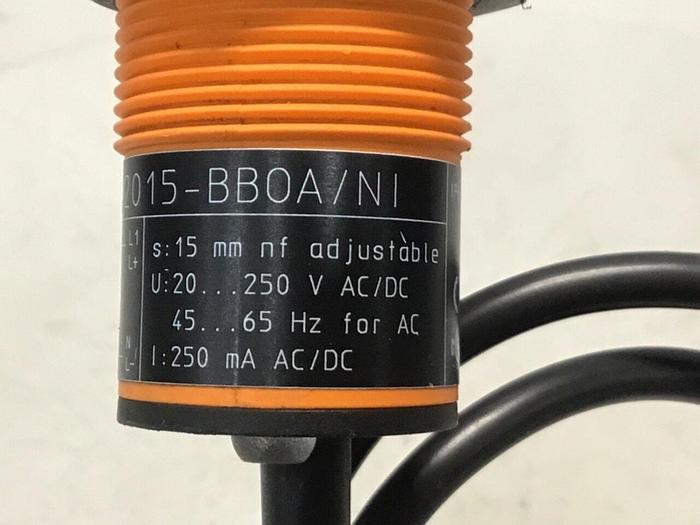 2015-BBOA/NI
L1
L+
s:15 mm nf adjustable
U:20...250 V AC/DC
45...65 Hz for AC
N
L-/
I:250 mA AC/DC